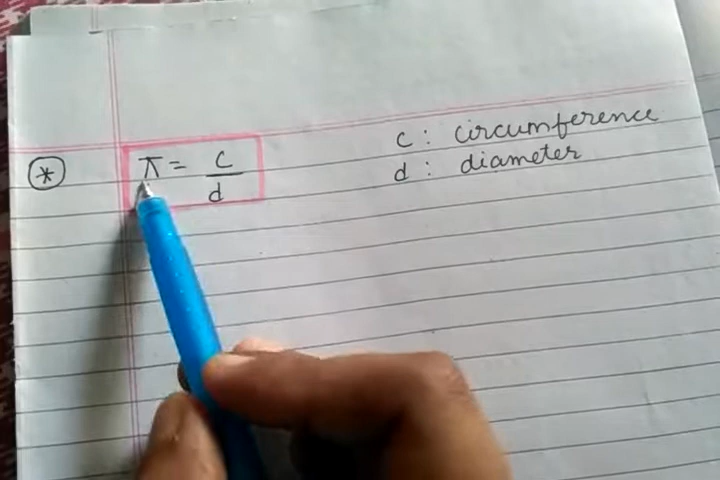 * π = c/d
c : circumference
d : diameter